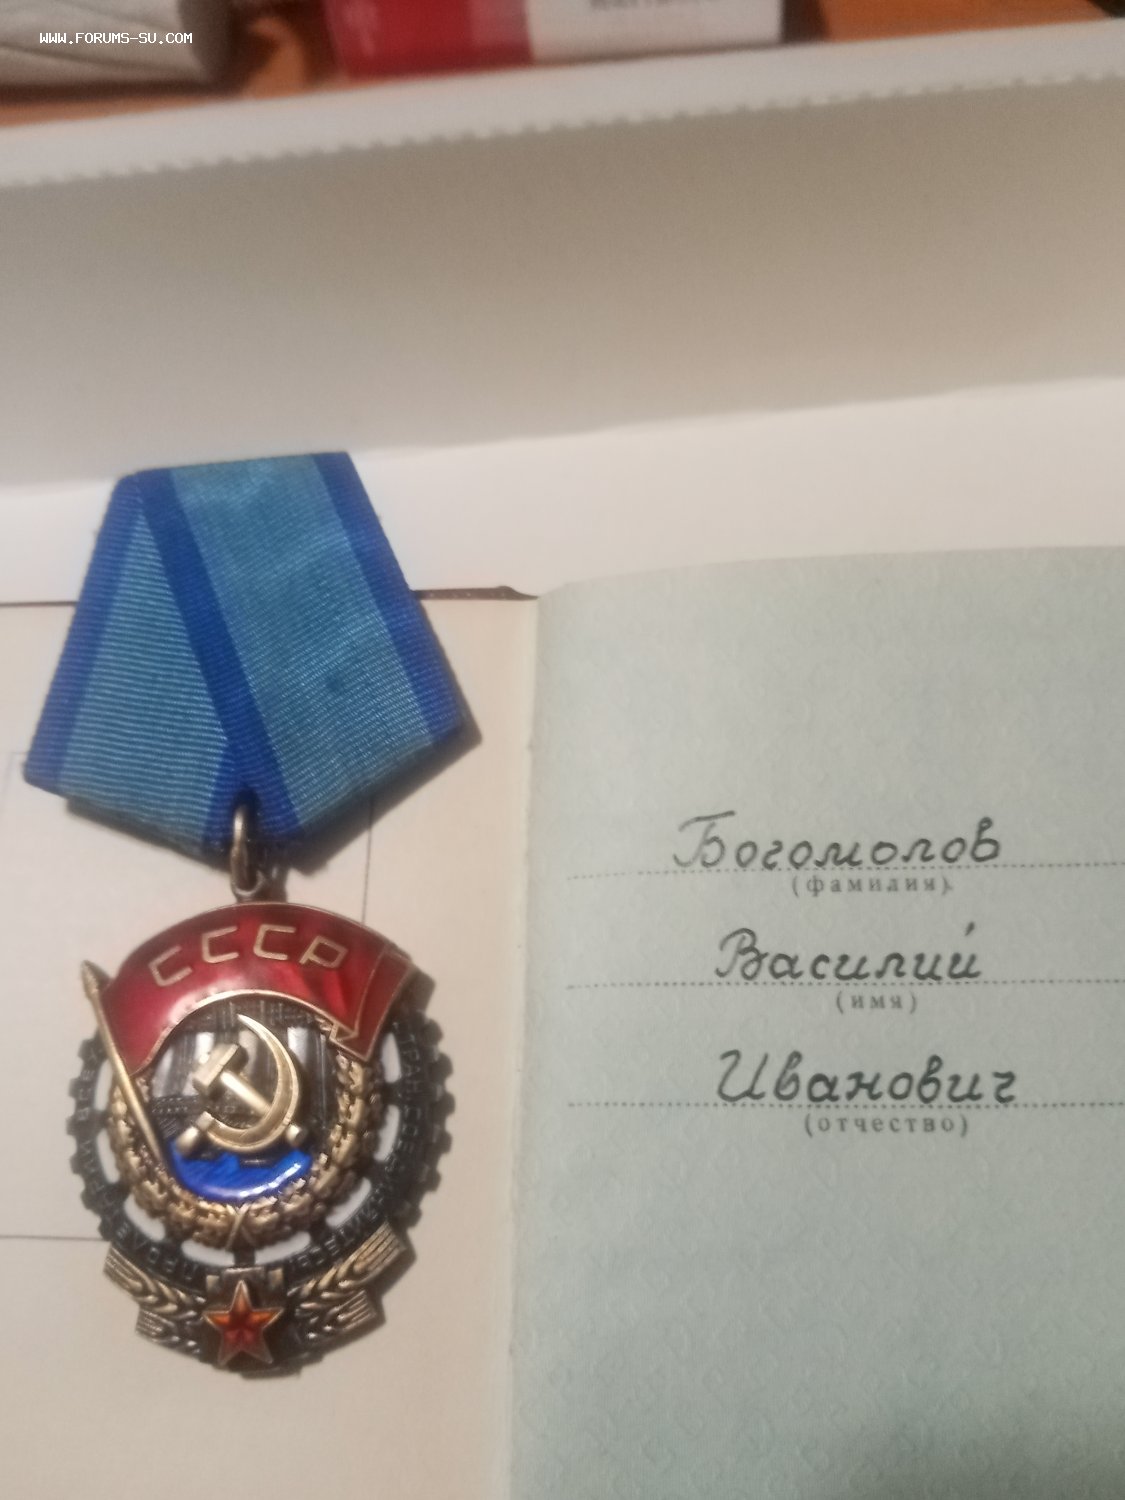 WWW.FORUMS-SU.COM
СССР
Богомолов
(фамилия)
Василий
(имя)
Иванович
(отчество)